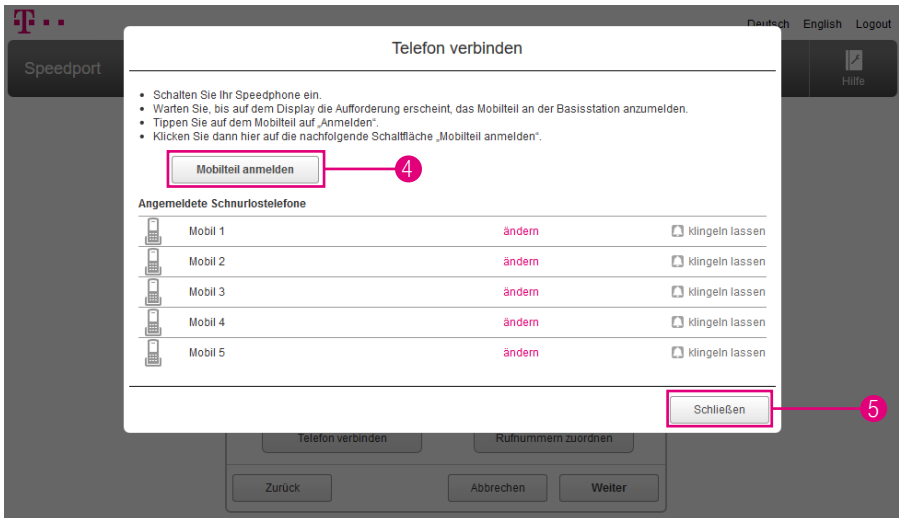 T
Deutsch English Logout
Speedport
Hilfe
Telefon verbinden
• Schalten Sie Ihr Speedphone ein.
• Warten Sie, bis auf dem Display die Aufforderung erscheint, das Mobilteil an der Basisstation anzumelden.
• Tippen Sie auf dem Mobilteil auf „Anmelden“.
• Klicken Sie dann hier auf die nachfolgende Schaltfläche „Mobilteil anmelden“.
Mobilteil anmelden 4
Angemeldete Schnurlostelefone
Mobil 1 ändern klingeln lassen
Mobil 2 ändern klingeln lassen
Mobil 3 ändern klingeln lassen
Mobil 4 ändern klingeln lassen
Mobil 5 ändern klingeln lassen
Schließen 5
Telefon verbinden Rufnummern zuordnen
Zurück Abbrechen Weiter